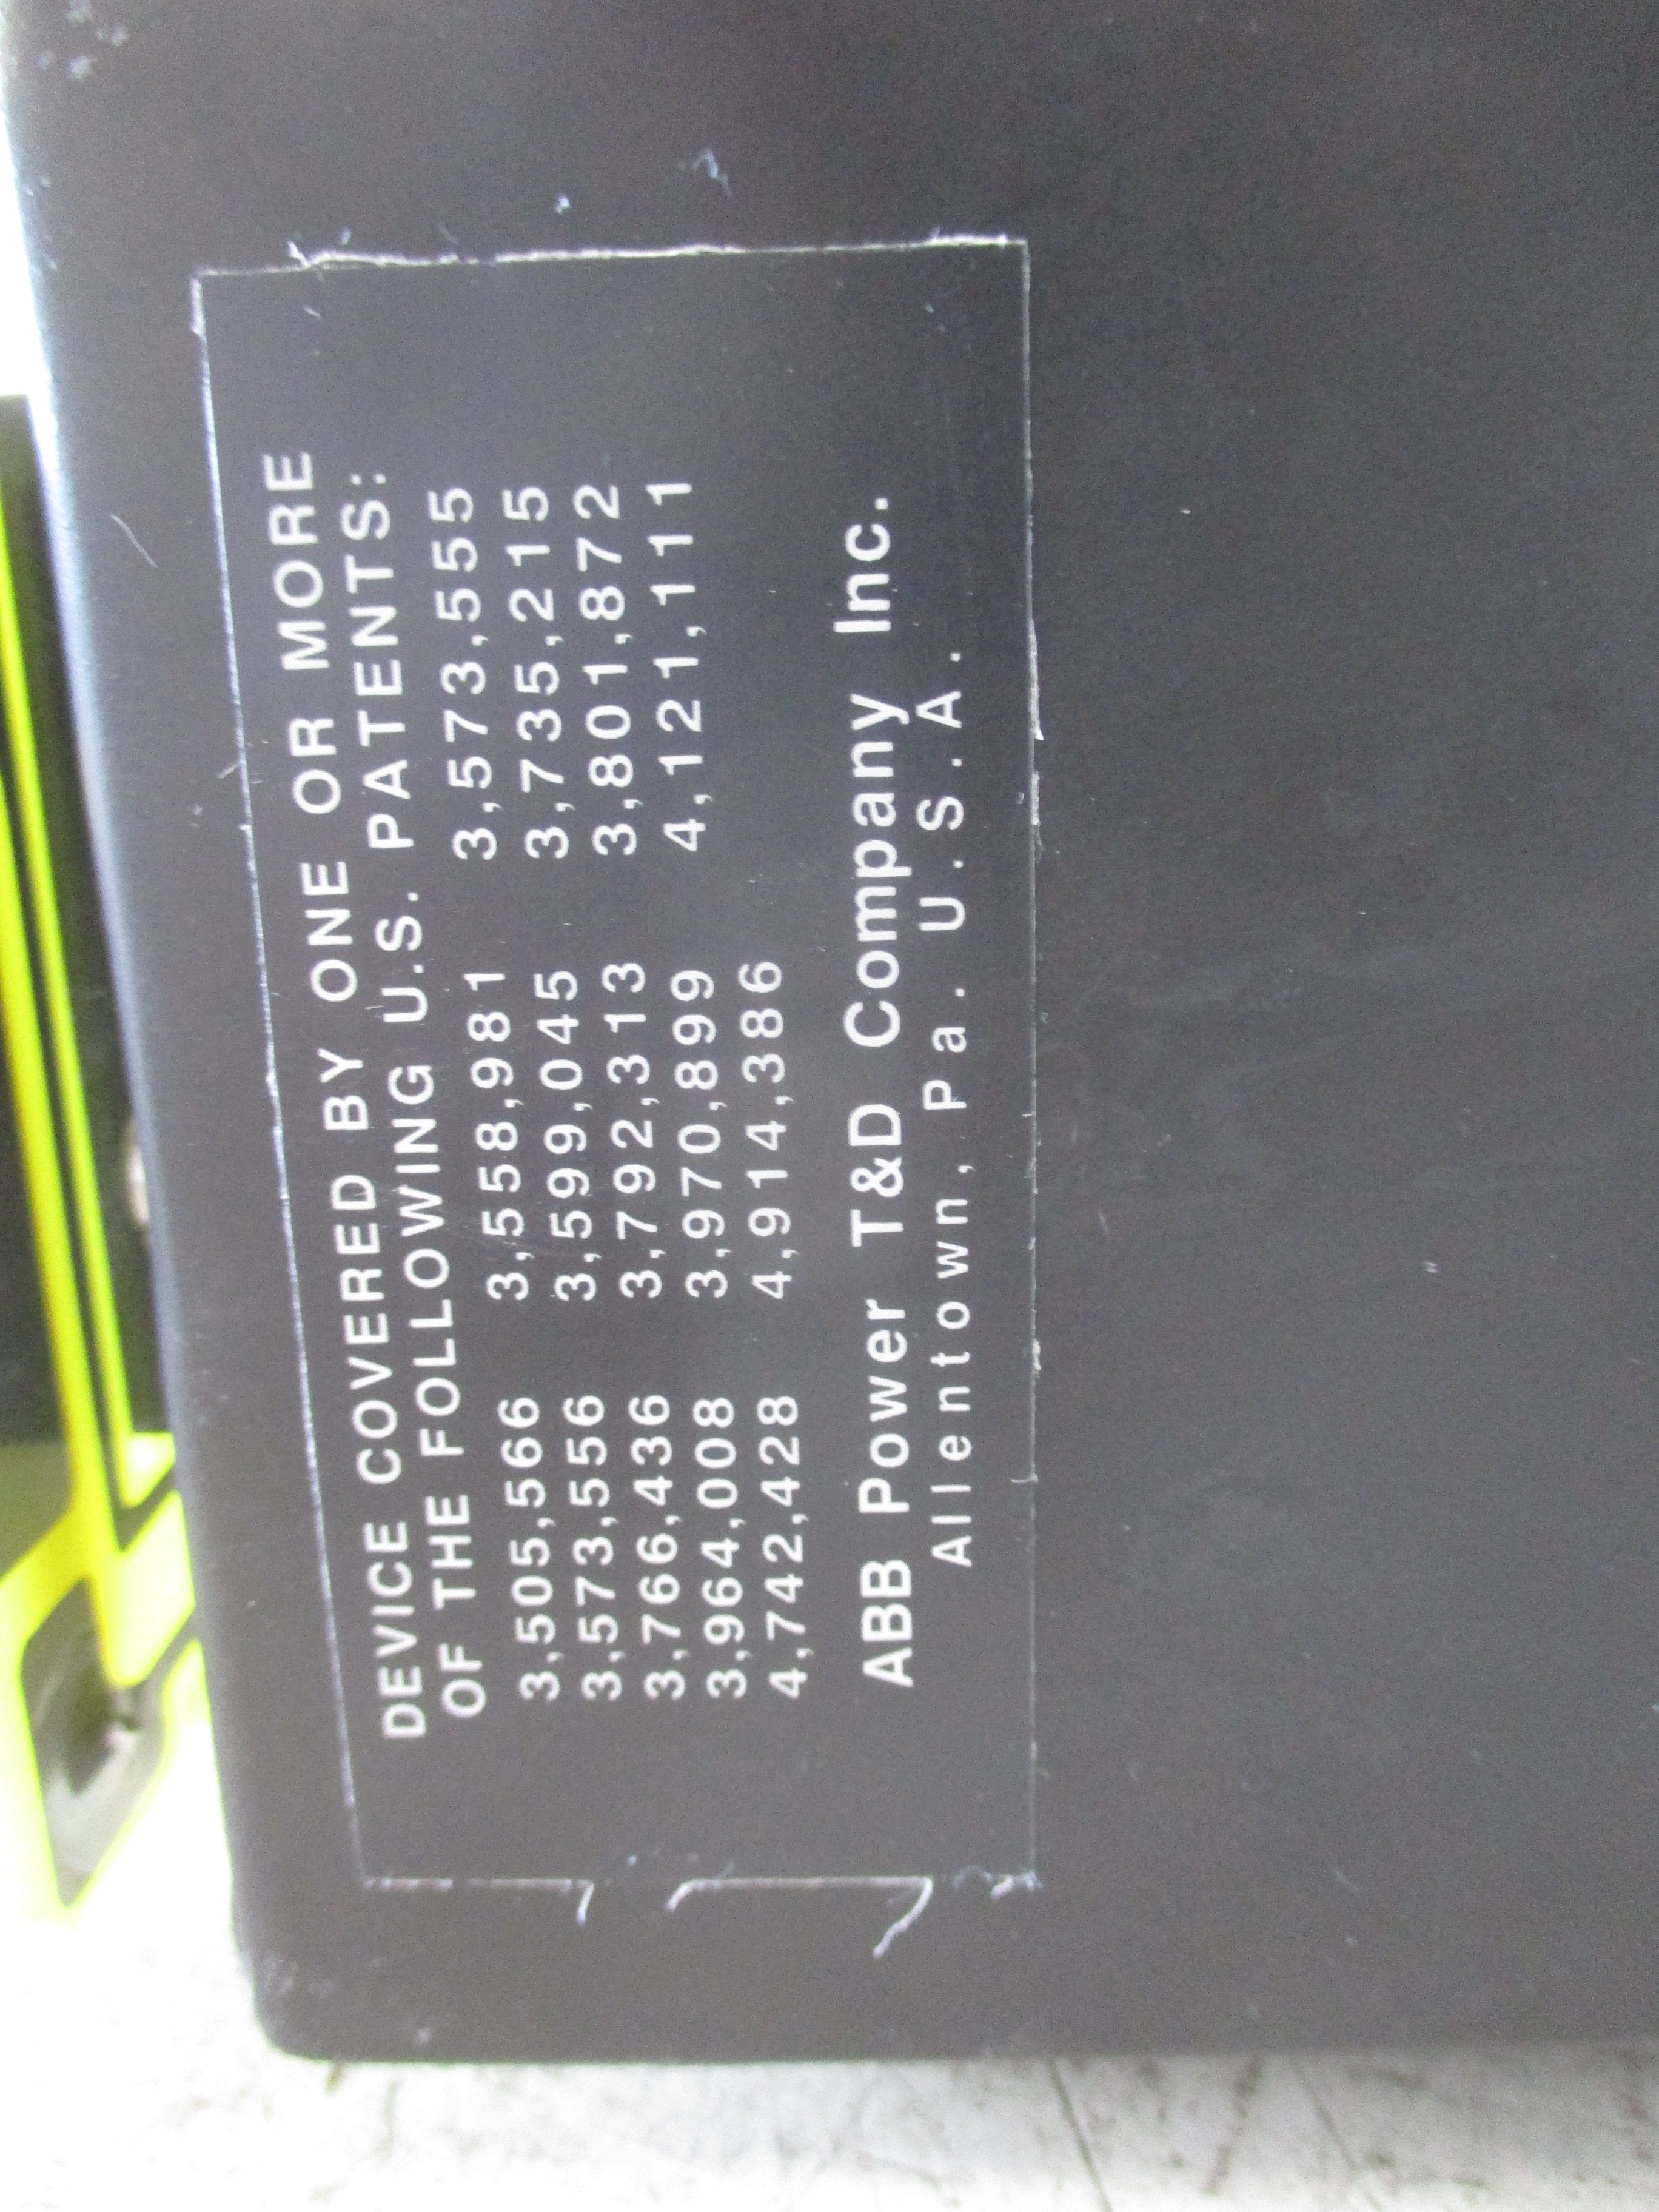 DEVICE COVERED BY ONE OR MORE
OF THE FOLLOWING U.S. PATENTS:
3,505,566 3,558,981 3,573,555
3,573,556 3,599,045 3,735,215
3,766,436 3,792,313 3,801,872
3,964,008 3,970,899 4,121,111
4,742,428 4,914,386
ABB Power T&D Company Inc.
Allentown, Pa. U.S.A.